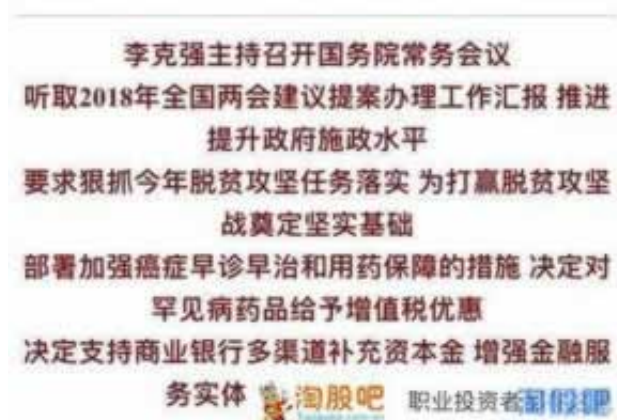 李克强主持召开国务院常务会议
听取2018年全国两会建议提案办理工作汇报 推进
提升政府施政水平
要求狠抓今年脱贫攻坚任务落实 为打赢脱贫攻坚
战奠定坚实基础
部署加强癌症早诊早治和用药保障的措施 决定对
罕见病药品给予增值税优惠
决定支持商业银行多渠道补充资本金 增强金融服
务实体 淘股吧 职业投资者